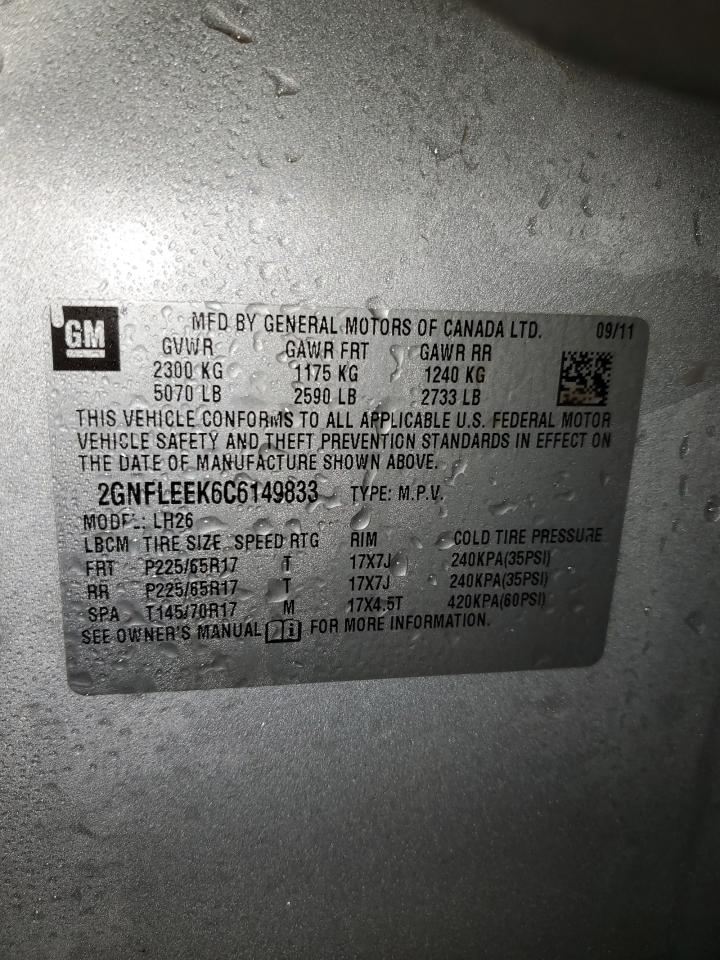 GM
MFD BY GENERAL MOTORS OF CANADA LTD. 09/11
GVWR GAWR FRT GAWR RR
2300 KG 1175 KG 1240 KG
5070 LB 2590 LB 2733 LB
THIS VEHICLE CONFORMS TO ALL APPLICABLE U.S. FEDERAL MOTOR
VEHICLE SAFETY AND THEFT PREVENTION STANDARDS IN EFFECT ON
THE DATE OF MANUFACTURE SHOWN ABOVE.
2GNFLEEK6C6149833 TYPE: M.P.V.
MODEL: LH26
LBCM TIRE SIZE SPEED RTG RIM COLD TIRE PRESSURE
FRT P225/65R17 T 17X7J 240KPA(35PSI)
RR P225/65R17 T 17X7J 240KPA(35PSI)
SPA T145/70R17 M 17X4.5T 420KPA(60PSI)
SEE OWNER'S MANUAL i FOR MORE INFORMATION.